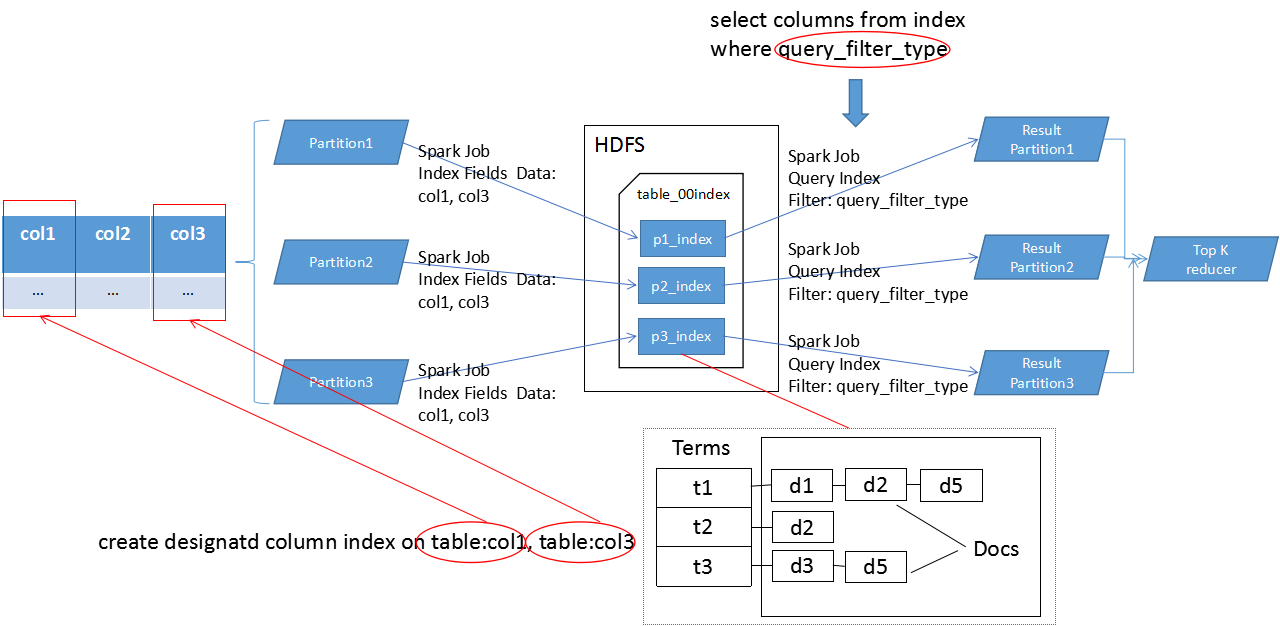 select columns from index
where query_filter_type
col1 col2 col3
... ... ...
Partition1
Spark Job
Index Fields  Data:
col1, col3
Partition2
Spark Job
Index Fields  Data:
col1, col3
Partition3
Spark Job
Index Fields  Data:
col1, col3
HDFS
table_00index
p1_index
p2_index
p3_index
Spark Job
Query Index
Filter: query_filter_type
Spark Job
Query Index
Filter: query_filter_type
Spark Job
Query Index
Filter: query_filter_type
Result
Partition1
Result
Partition2
Result
Partition3
Top K
reducer
create designatd column index on table:col1, table:col3
Terms
t1 d1 d2 d5
t2 d2
t3 d3 d5
Docs